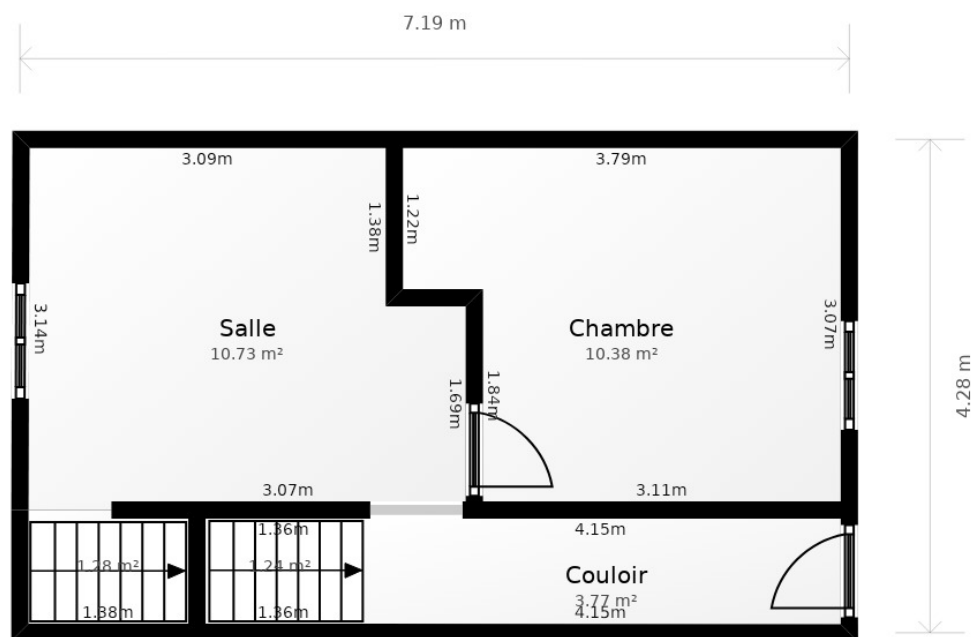 7.19 m
3.09m
3.79m
1.38m
1.22m
3.14m
Salle
10.73 m²
Chambre
10.38 m²
3.07m
4.28 m
1.69m
1.84m
3.07m
3.11m
1.36m
4.15m
1.28 m²
1.24 m²
Couloir
3.77 m²
1.38m
1.36m
4.15m